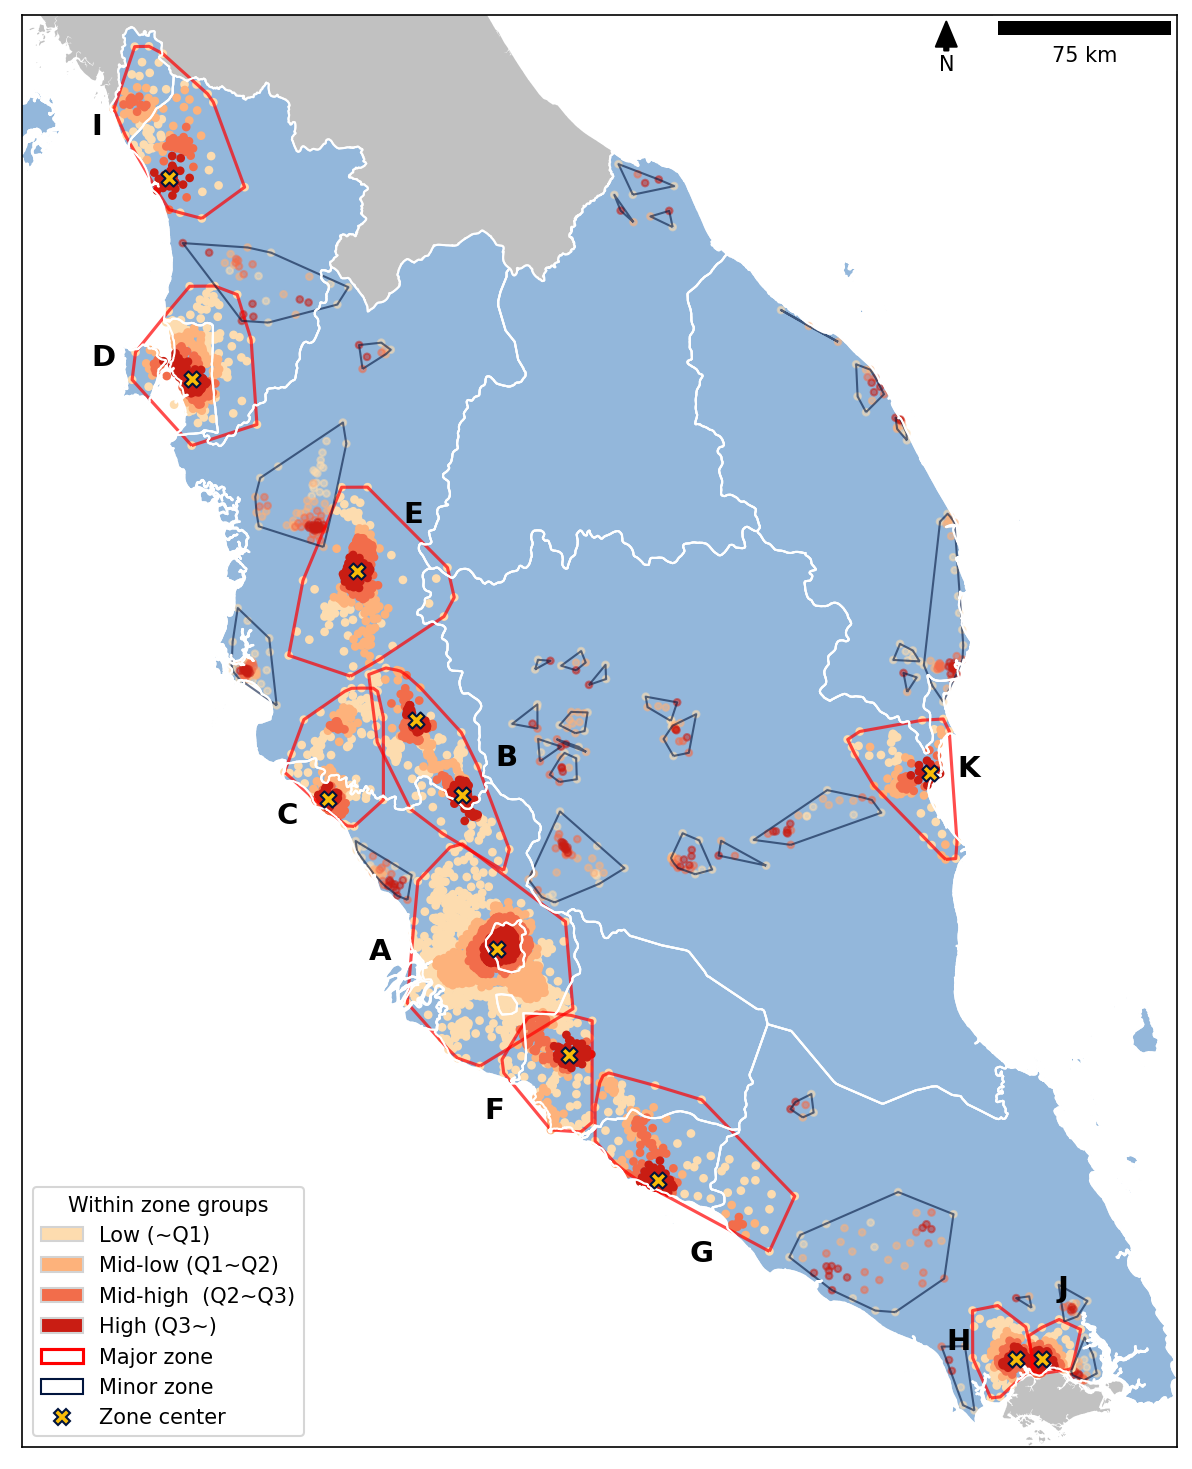 N
75 km
I
D
E
B
K
C
A
F
G
J
H
Within zone groups
Low (~Q1)
Mid-low (Q1~Q2)
Mid-high  (Q2~Q3)
High (Q3~)
Major zone
Minor zone
Zone center